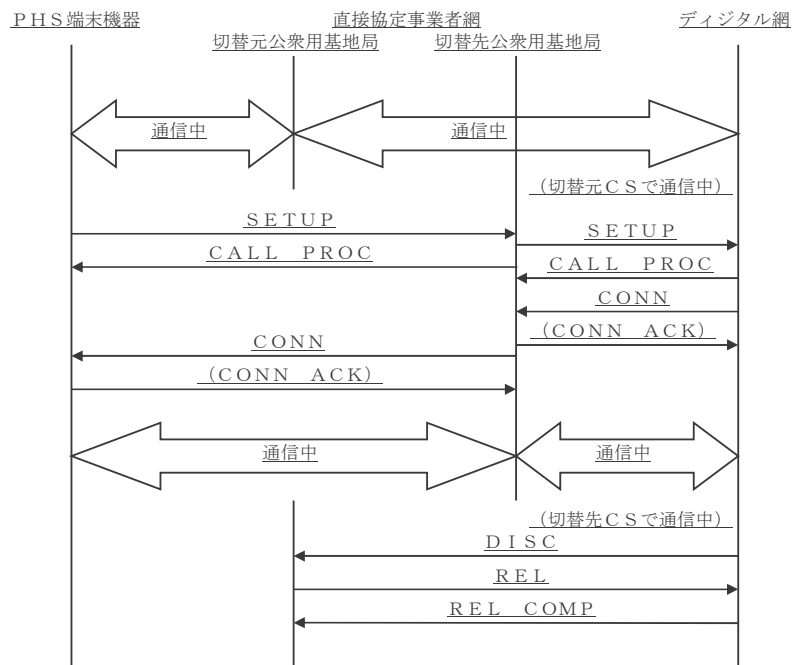 ＰＨＳ端末機器
直接協定事業者網
ディジタル網
切替元公衆用基地局
切替先公衆用基地局
通信中
通信中
（切替元ＣＳで通信中）
ＳＥＴＵＰ
ＳＥＴＵＰ
ＣＡＬＬ　ＰＲＯＣ
ＣＡＬＬ　ＰＲＯＣ
ＣＯＮＮ
（ＣＯＮＮ　ＡＣＫ）
ＣＯＮＮ
（ＣＯＮＮ　ＡＣＫ）
通信中
通信中
（切替先ＣＳで通信中）
ＤＩＳＣ
ＲＥＬ
ＲＥＬ　ＣＯＭＰ